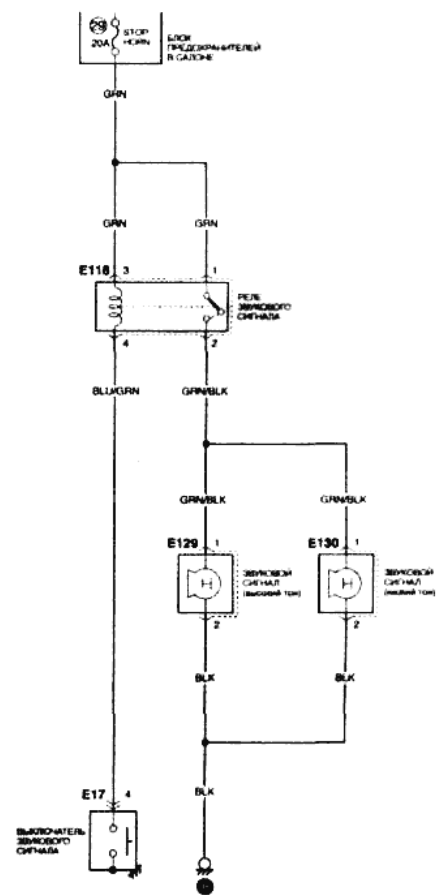 29
20A
STOP
HORN
БЛОК
ПРЕДОХРАНИТЕЛЕЙ
В САЛОНЕ
GRN
GRN
GRN
E118
3
1
РЕЛЕ
ЗВУКОВОГО
СИГНАЛА
4
2
BLU/GRN
GRN/BLK
GRN/BLK
GRN/BLK
E129
1
E130
1
ЗВУКОВОЙ
СИГНАЛ
(ВЫСОКИЙ ТОН)
ЗВУКОВОЙ
СИГНАЛ
(НИЗКИЙ ТОН)
H
H
2
2
BLK
BLK
E17
4
BLK
ВЫКЛЮЧАТЕЛЬ
ЗВУКОВОГО
СИГНАЛА